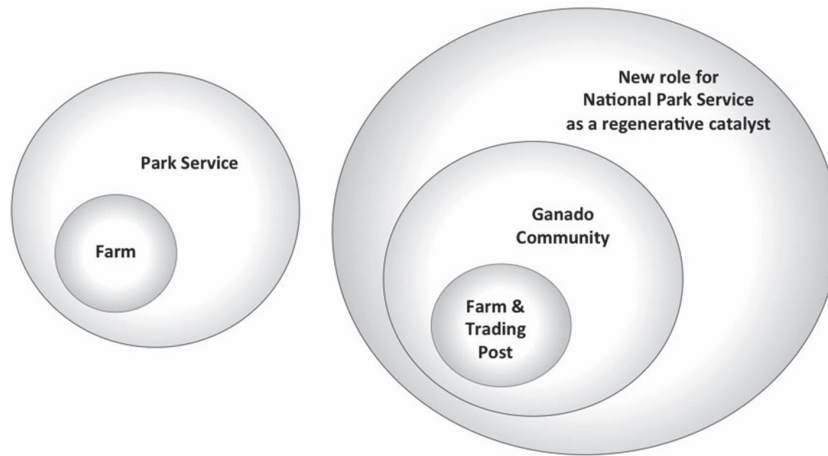 Park Service
Farm
New role for
National Park Service
as a regenerative catalyst
Ganado
Community
Farm &
Trading
Post